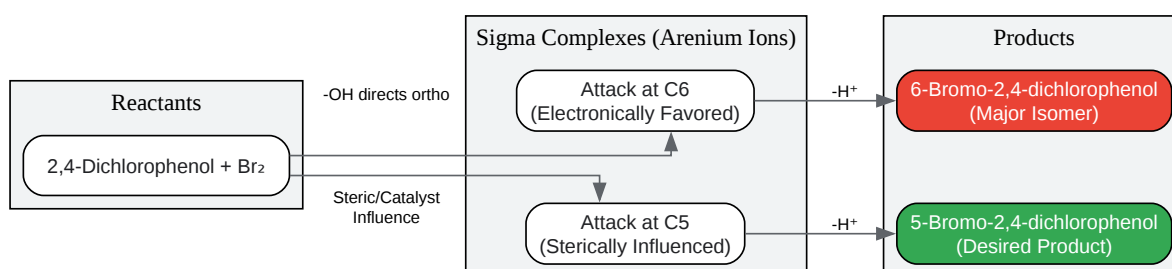 Reactants
2,4-Dichlorophenol + Br₂
-OH directs ortho
Steric/Catalyst
Influence
Sigma Complexes (Arenium Ions)
Attack at C6
(Electronically Favored)
Attack at C5
(Sterically Influenced)
-H⁺
-H⁺
Products
6-Bromo-2,4-dichlorophenol
(Major Isomer)
5-Bromo-2,4-dichlorophenol
(Desired Product)